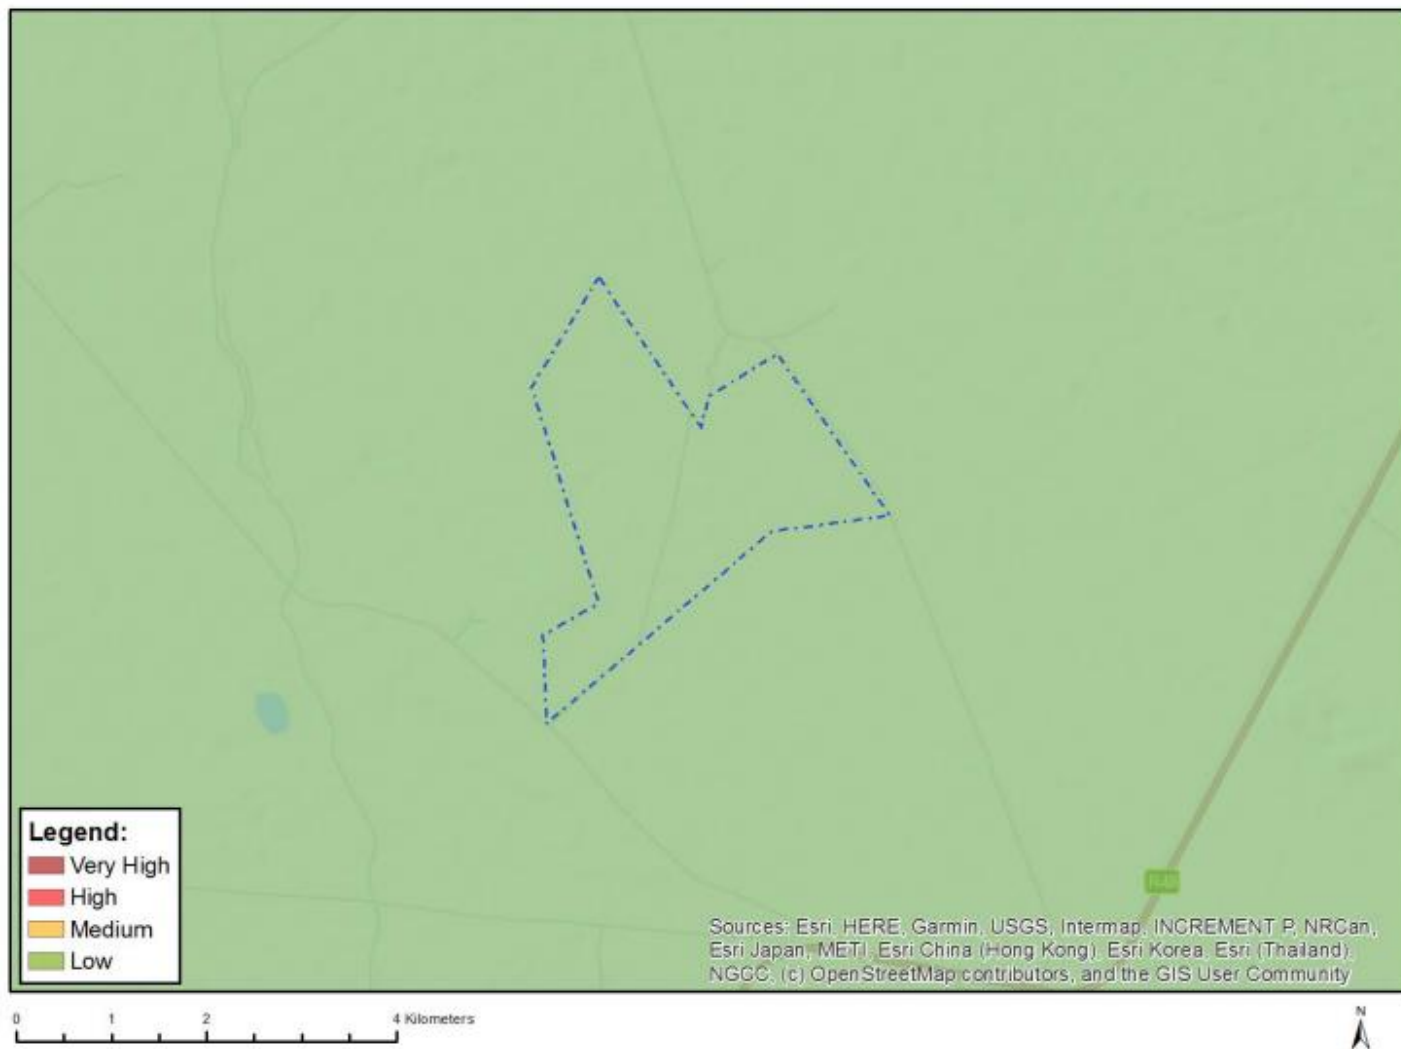 Legend:
Very High
High
Medium
Low
Sources: Esri, HERE, Garmin, USGS, Intermap, INCREMENT P, NRCan,
Esri Japan, METI, Esri China (Hong Kong), Esri Korea, Esri (Thailand),
NGCC, (c) OpenStreetMap contributors, and the GIS User Community
0 1 2 4 Kilometers
N